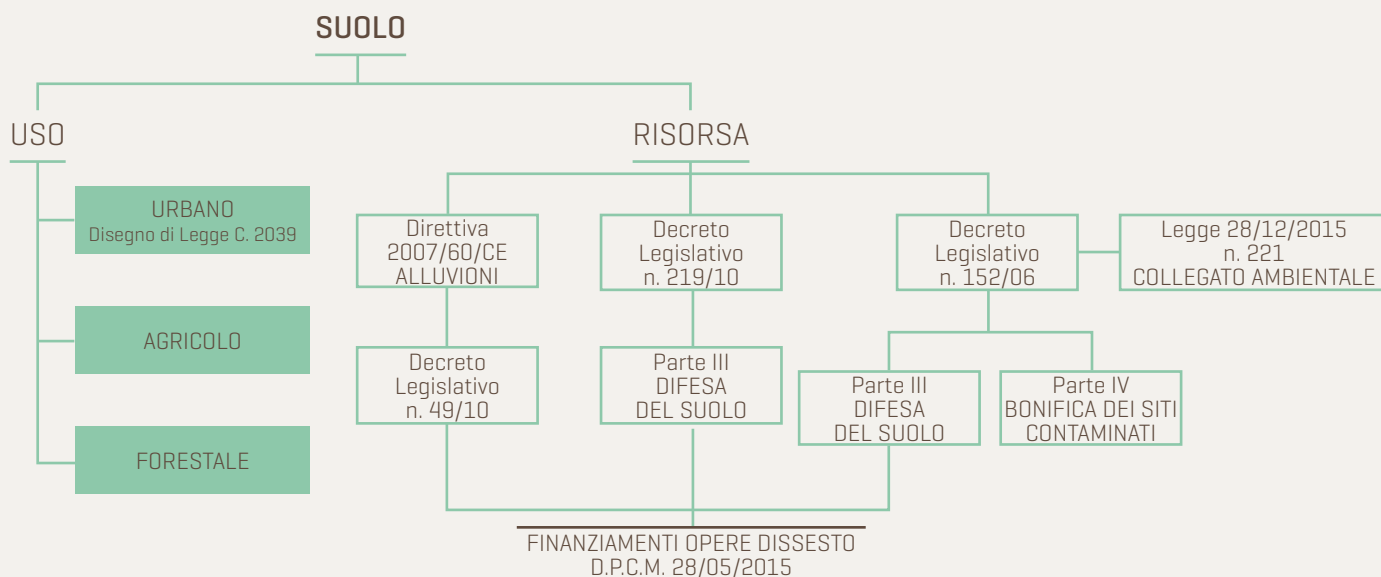 SUOLO
USO
RISORSA
URBANO
Disegno di Legge C. 2039
AGRICOLO
FORESTALE
Direttiva
2007/60/CE
ALLUVIONI
Decreto
Legislativo
n. 219/10
Decreto
Legislativo
n. 152/06
Legge 28/12/2015
n. 221
COLLEGATO AMBIENTALE
Decreto
Legislativo
n. 49/10
Parte III
DIFESA
DEL SUOLO
Parte III
DIFESA
DEL SUOLO
Parte IV
BONIFICA DEI SITI
CONTAMINATI
FINANZIAMENTI OPERE DISSESTO
D.P.C.M. 28/05/2015